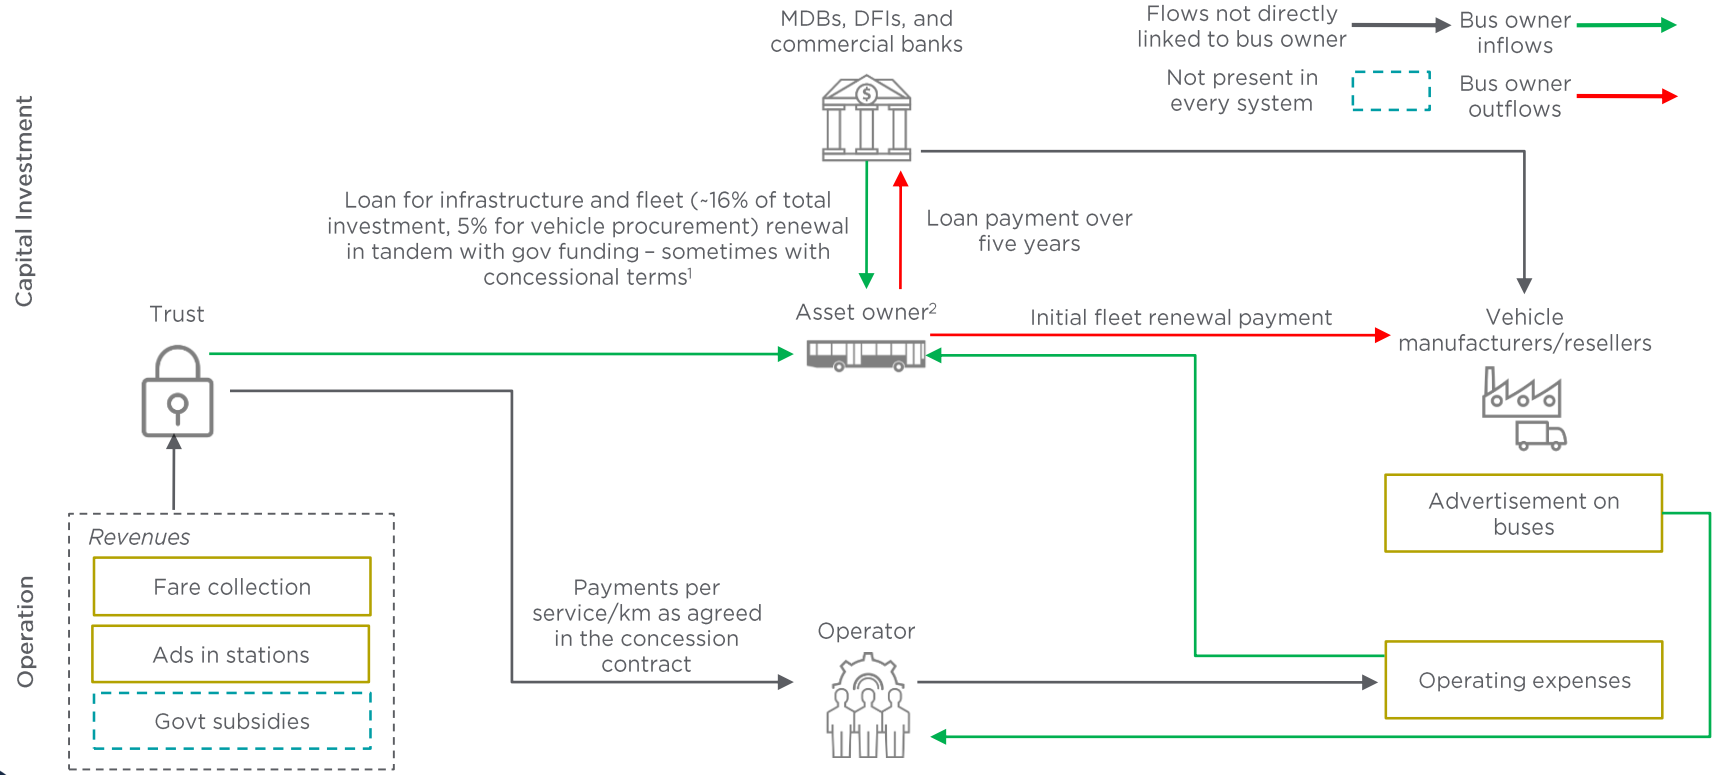 MDBs, DFIs, and
commercial banks
Flows not directly
linked to bus owner
Bus owner
inflows
Not present in
every system
Bus owner
outflows
Capital Investment
$
Loan for infrastructure and fleet (~16% of total
investment, 5% for vehicle procurement) renewal
in tandem with gov funding – sometimes with
concessional terms¹
Loan payment over
five years
Trust
Asset owner²
Initial fleet renewal payment
Vehicle
manufacturers/resellers
Advertisement on
buses
Operation
Revenues
Fare collection
Ads in stations
Govt subsidies
Payments per
service/km as agreed
in the concession
contract
Operator
Operating expenses